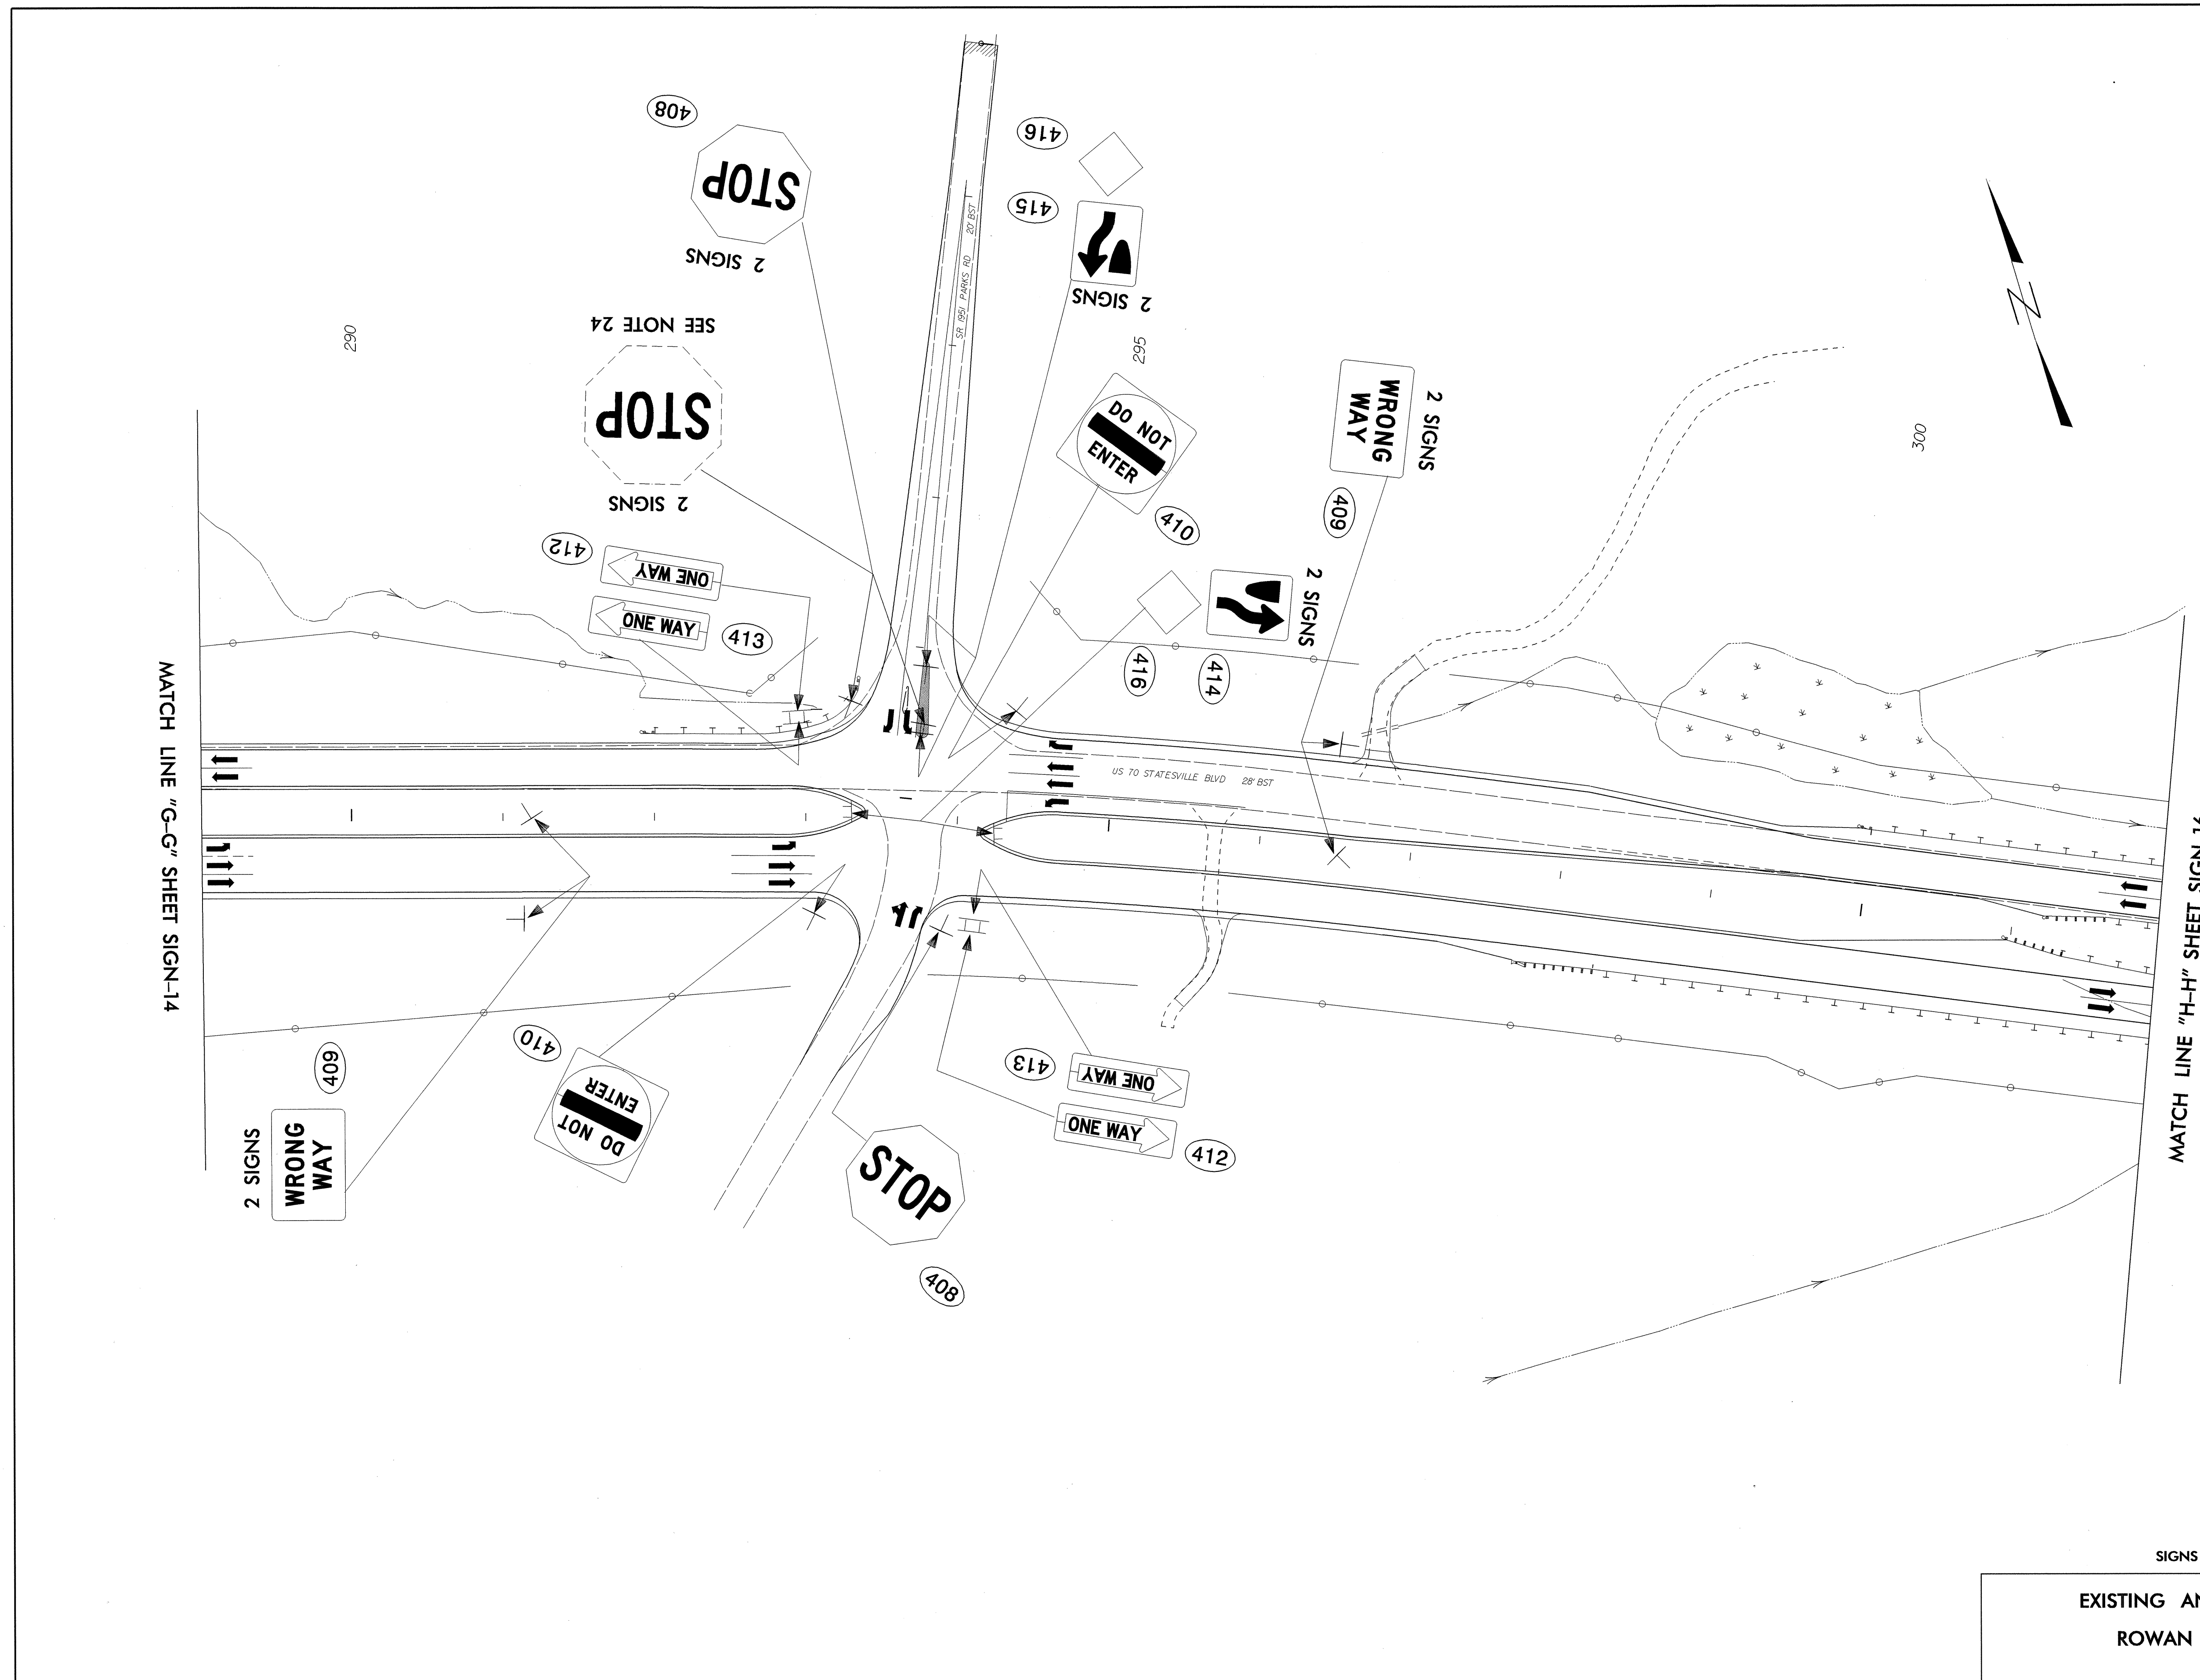 408
STOP
2 SIGNS
416
415
2 SIGNS
SR 1951 PARKS RD 20' BST
SEE NOTE 24
STOP
2 SIGNS
290
295
300
DO NOT
ENTER
410
WRONG
WAY
2 SIGNS
409
412
ONE WAY
ONE WAY
413
2 SIGNS
416
414
N
MATCH LINE "G-G" SHEET SIGN-14
US 70 STATESVILLE BLVD 28' BST
MATCH LINE "H-H" SHEET SIGN-16
409
2 SIGNS
WRONG
WAY
410
DO NOT
ENTER
413
ONE WAY
ONE WAY
412
STOP
408
SIGNS
EXISTING
ROWAN